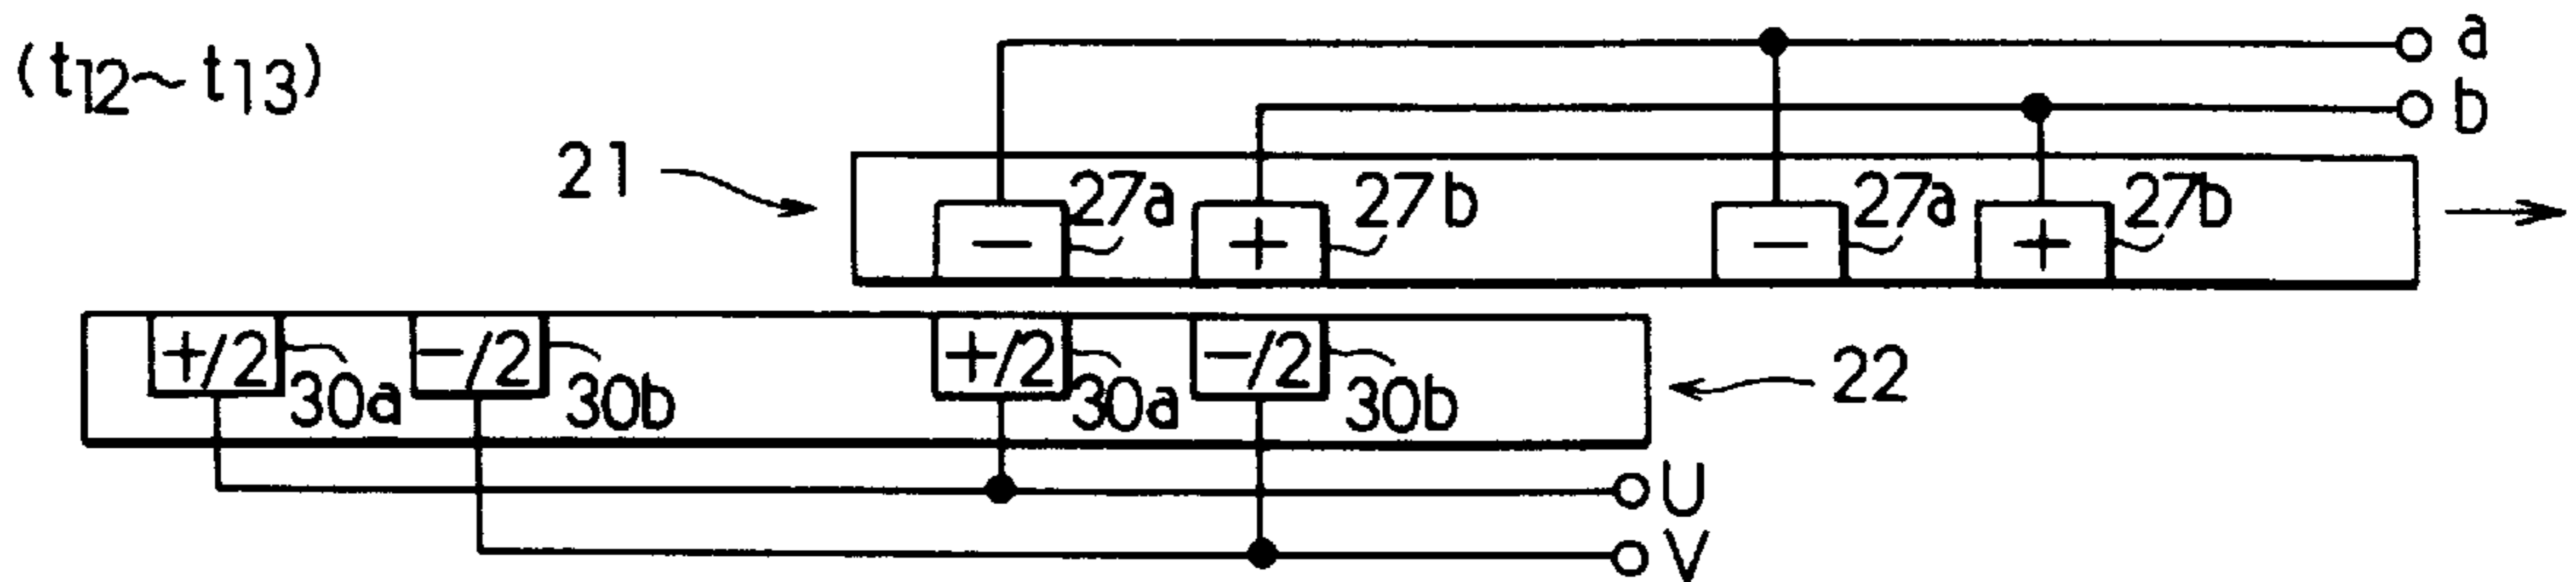 (t12~t13)
a
b
21
27a 27b 27a 27b
− + − +
+/2 −/2 +/2 −/2
30a 30b 30a 30b
22
U
V